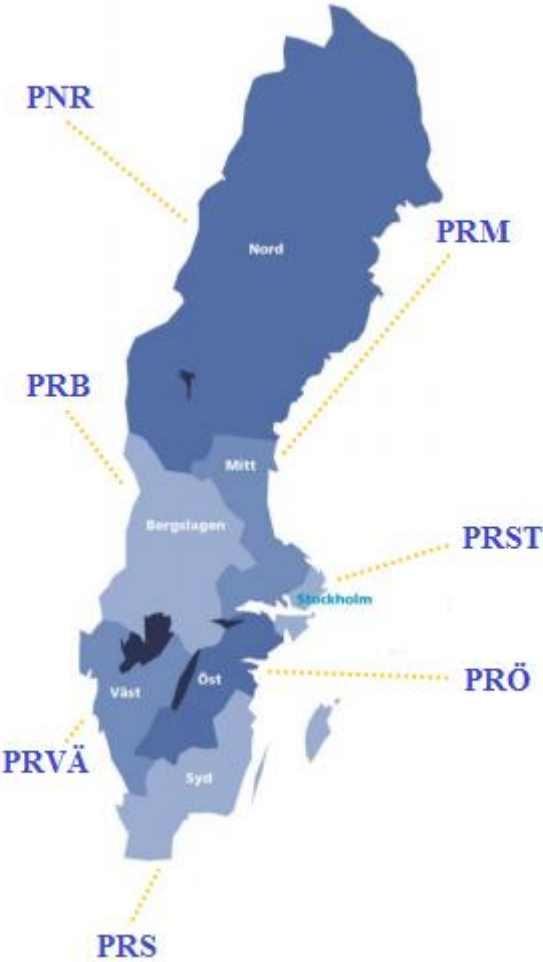 PNR
PRM
Nord
PRB
Mitt
Bergslagen
PRST
Stockholm
Öst
PRÖ
Väst
PRVÄ
Syd
PRS